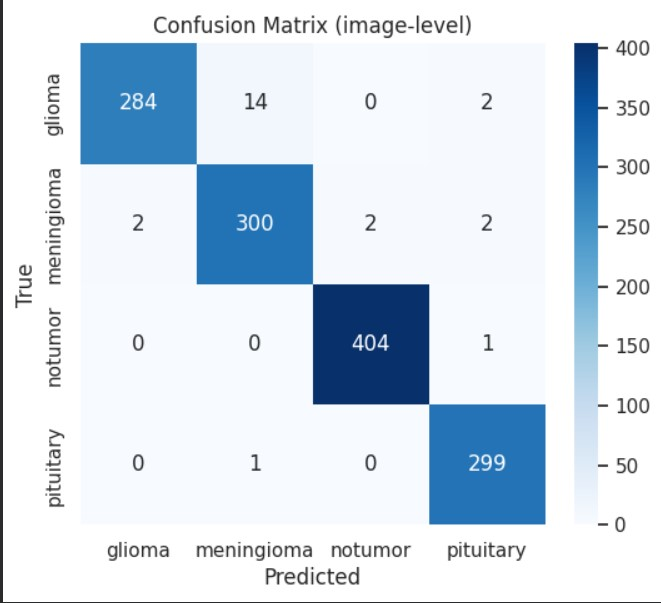 Confusion Matrix (image-level)
True
glioma 284 14 0 2
meningioma 2 300 2 2
notumor 0 0 404 1
pituitary 0 1 0 299
glioma meningioma notumor pituitary
Predicted
400
350
300
250
200
150
100
50
0